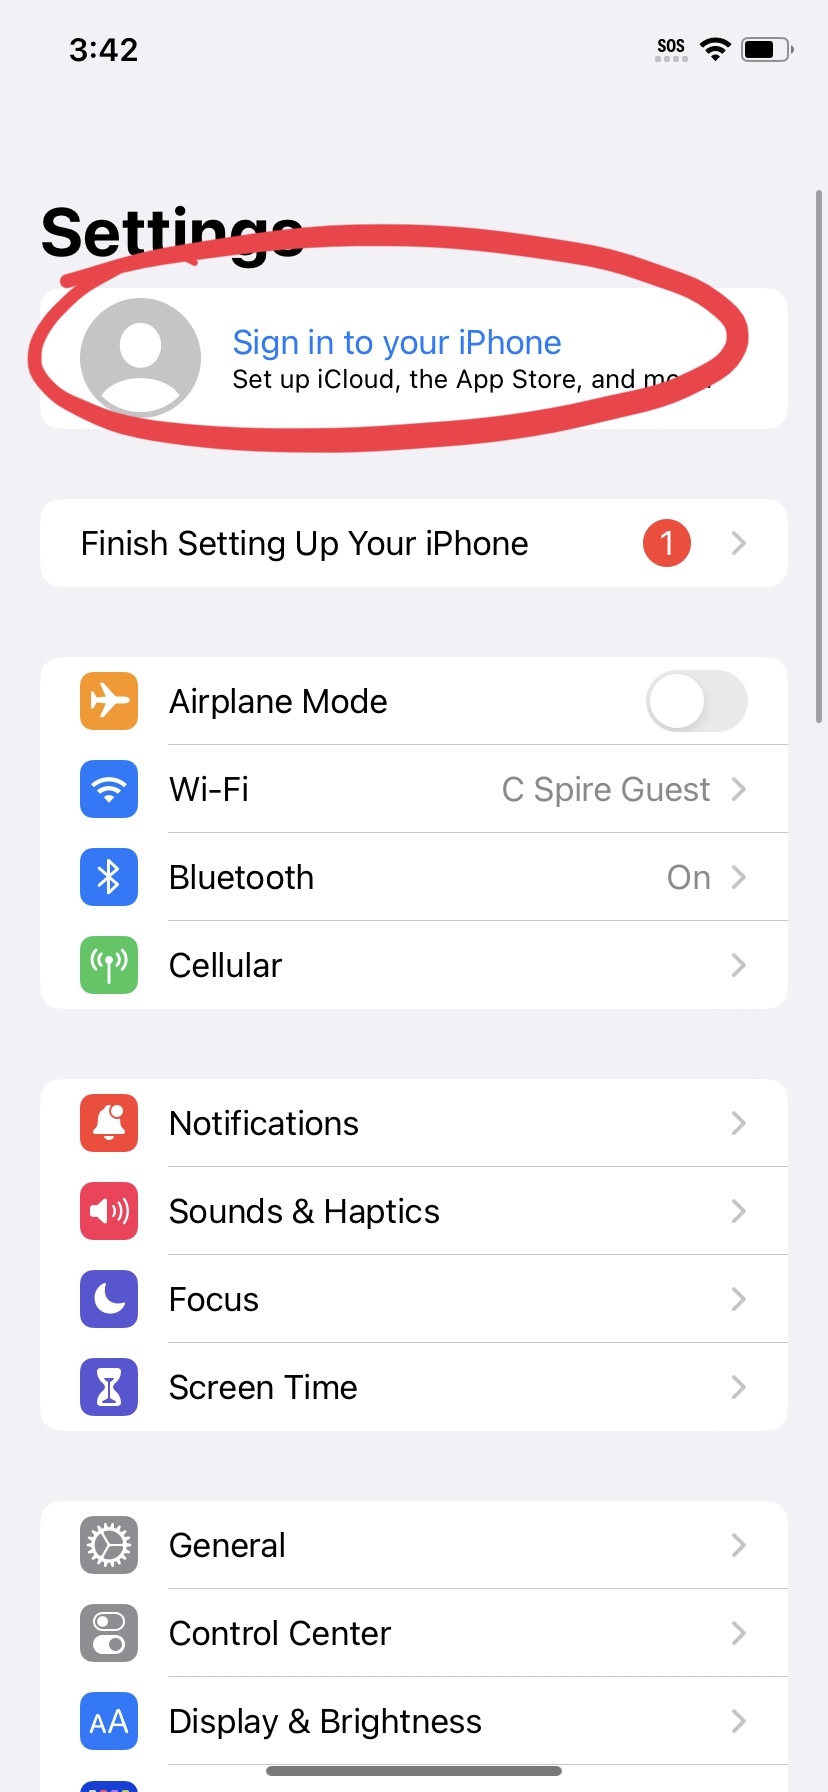 3:42
SOS
Settings
Sign in to your iPhone
Set up iCloud, the App Store, and
Finish Setting Up Your iPhone
1
Airplane Mode
Wi-Fi
C Spire Guest
Bluetooth
On
Cellular
Notifications
Sounds & Haptics
Focus
Screen Time
General
Control Center
AA
Display & Brightness